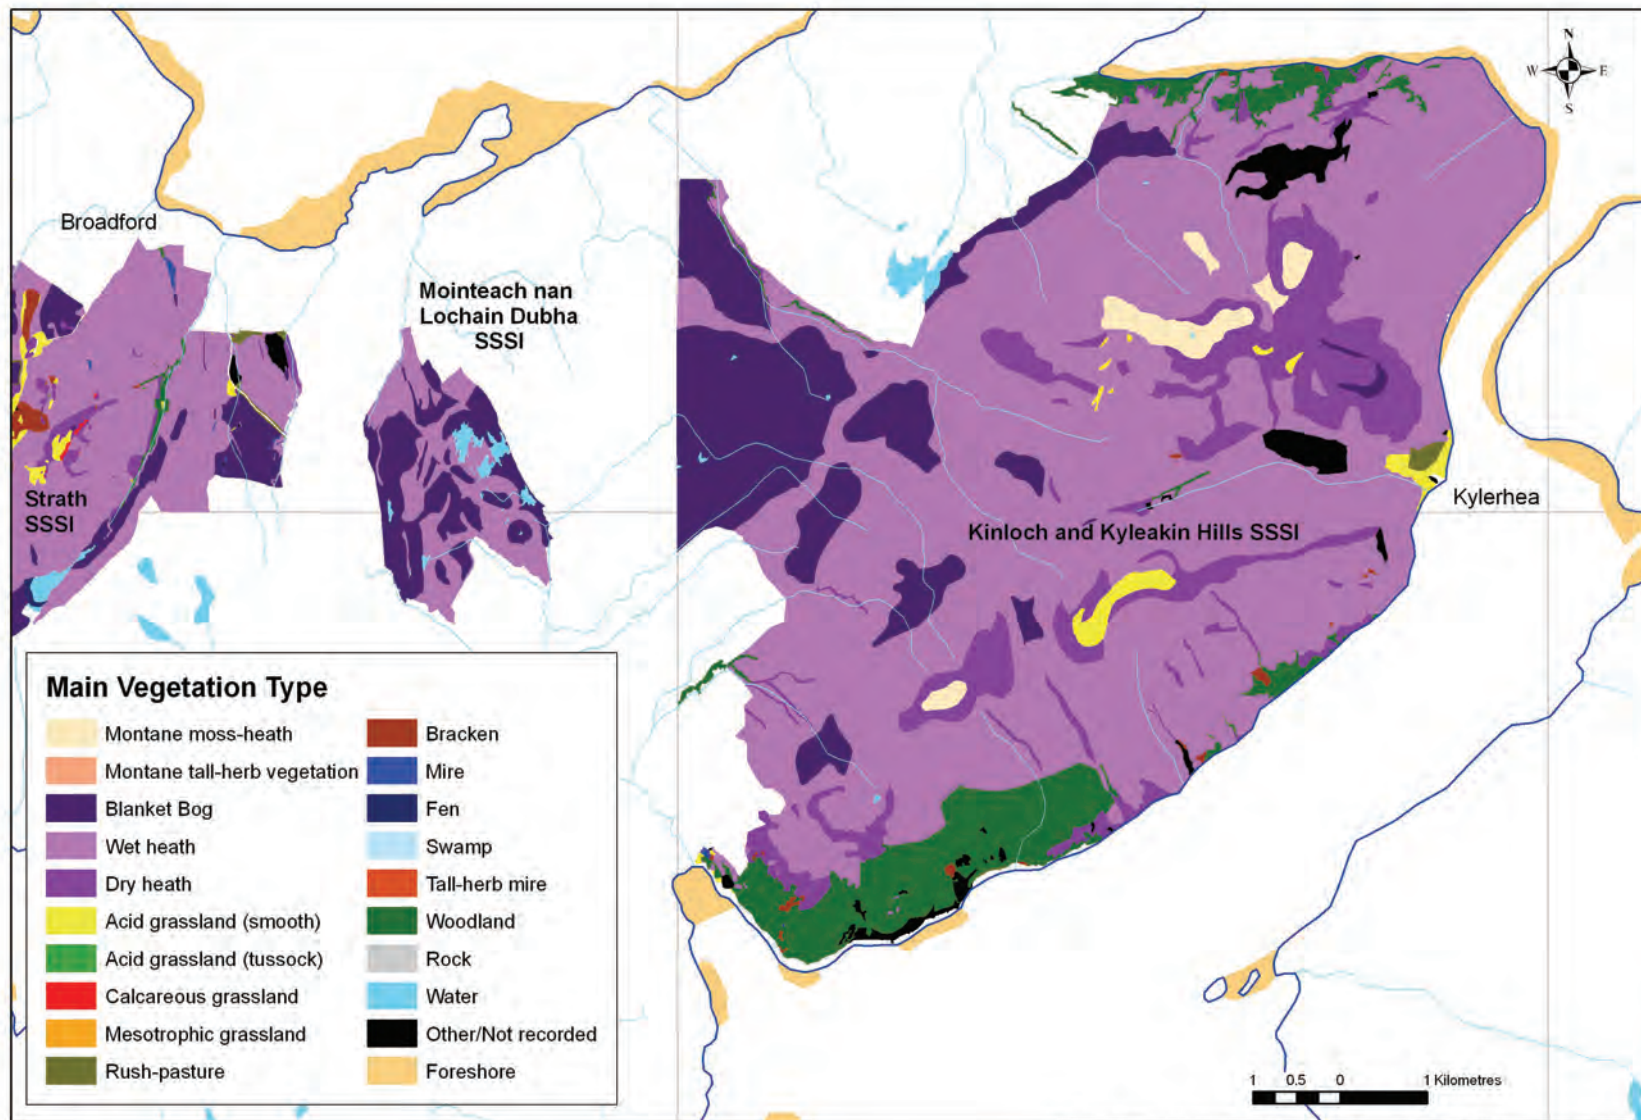 N
W E
S
Broadford
Mointeach nan
Lochain Dubha
SSSI
Strath
SSSI
Kylerhea
Kinloch and Kyleakin Hills SSSI
Main Vegetation Type
Montane moss-heath
Montane tall-herb vegetation
Blanket Bog
Wet heath
Dry heath
Acid grassland (smooth)
Acid grassland (tussock)
Calcareous grassland
Mesotrophic grassland
Rush-pasture
Bracken
Mire
Fen
Swamp
Tall-herb mire
Woodland
Rock
Water
Other/Not recorded
Foreshore
1 0.5 0 1 Kilometres